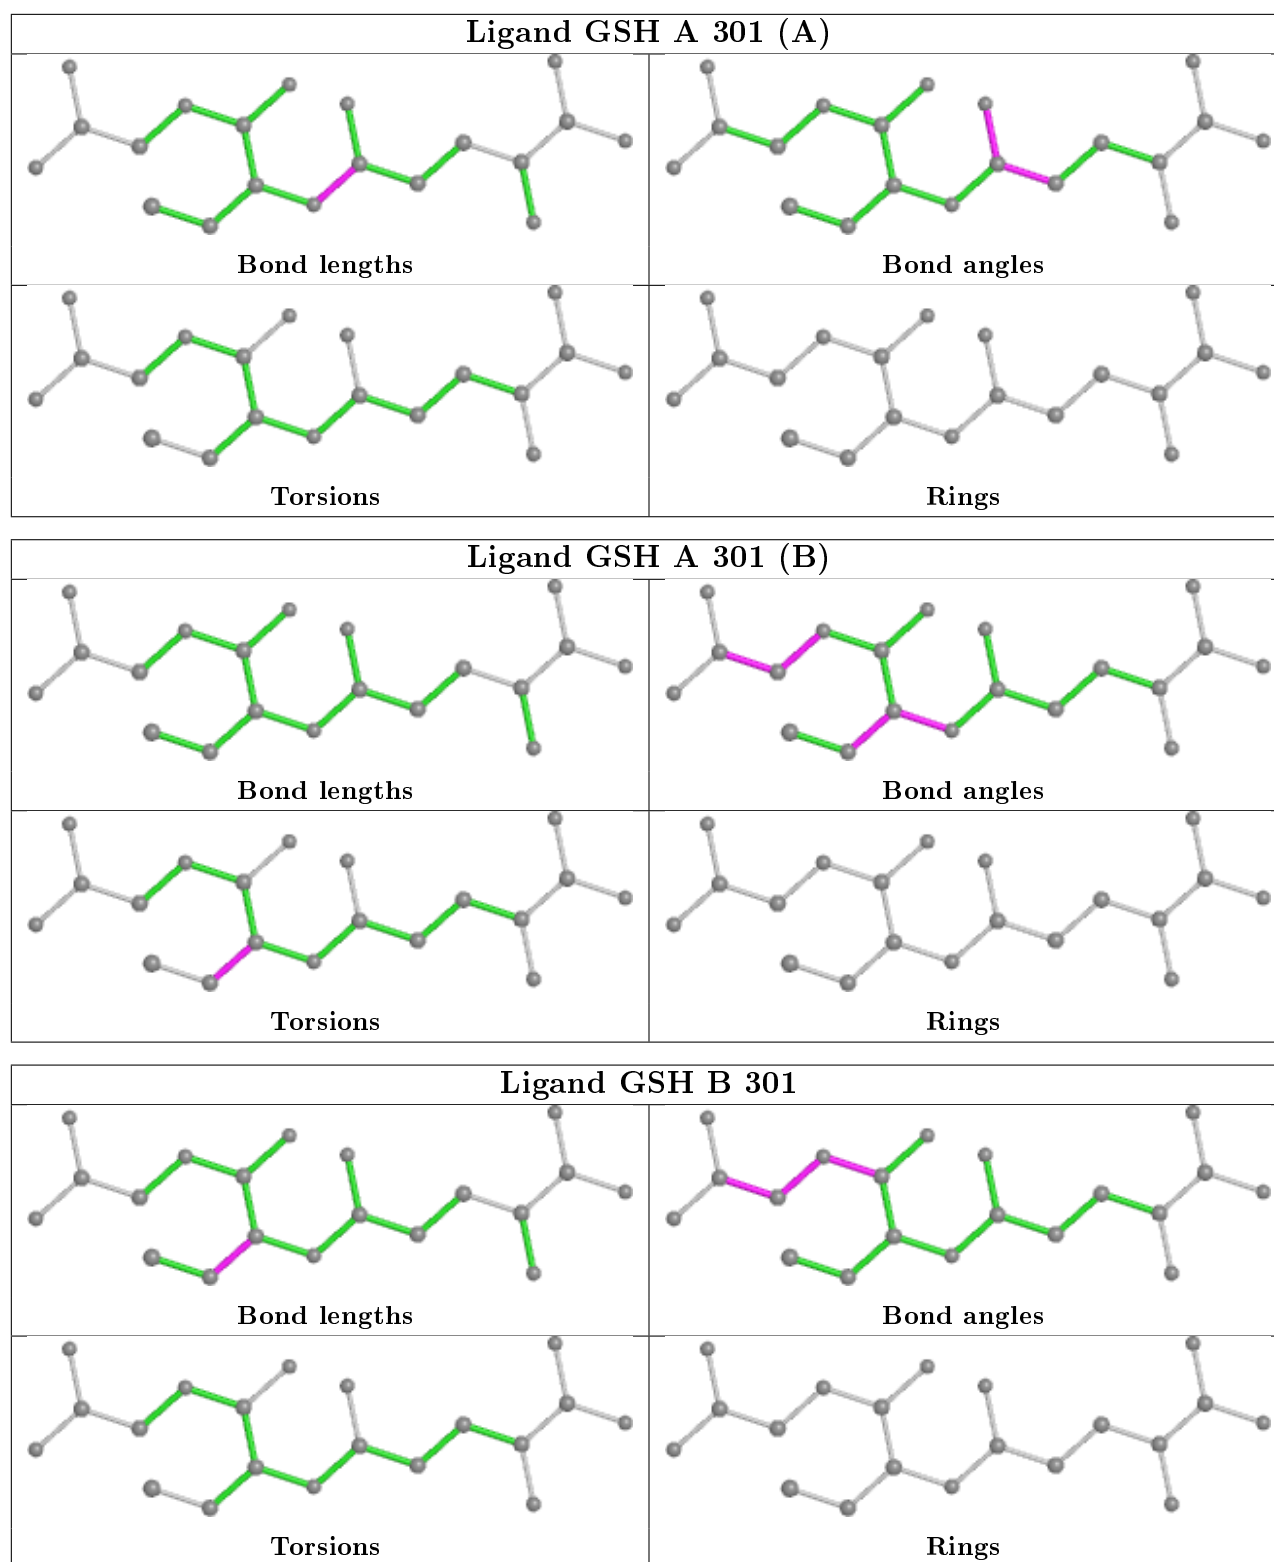 Ligand GSH A 301 (A)
Bond lengths
Bond angles
Torsions
Rings
Ligand GSH A 301 (B)
Bond lengths
Bond angles
Torsions
Rings
Ligand GSH B 301
Bond lengths
Bond angles
Torsions
Rings